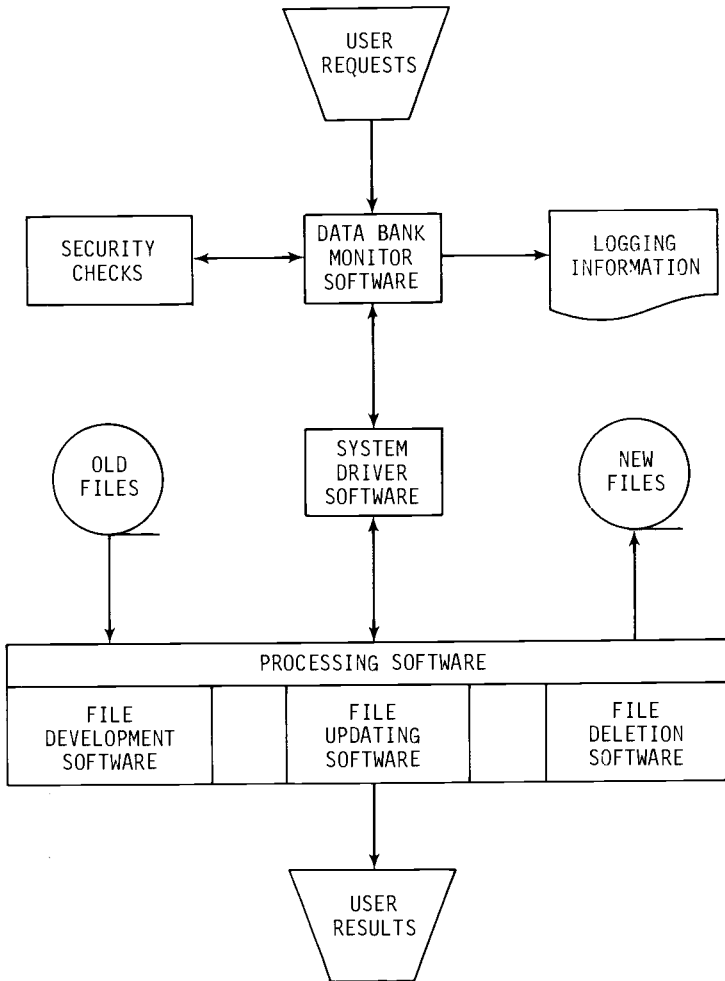 USER
REQUESTS
SECURITY
CHECKS
DATA BANK
MONITOR
SOFTWARE
LOGGING
INFORMATION
OLD
FILES
SYSTEM
DRIVER
SOFTWARE
NEW
FILES
PROCESSING SOFTWARE
FILE
DEVELOPMENT
SOFTWARE
FILE
UPDATING
SOFTWARE
FILE
DELETION
SOFTWARE
USER
RESULTS